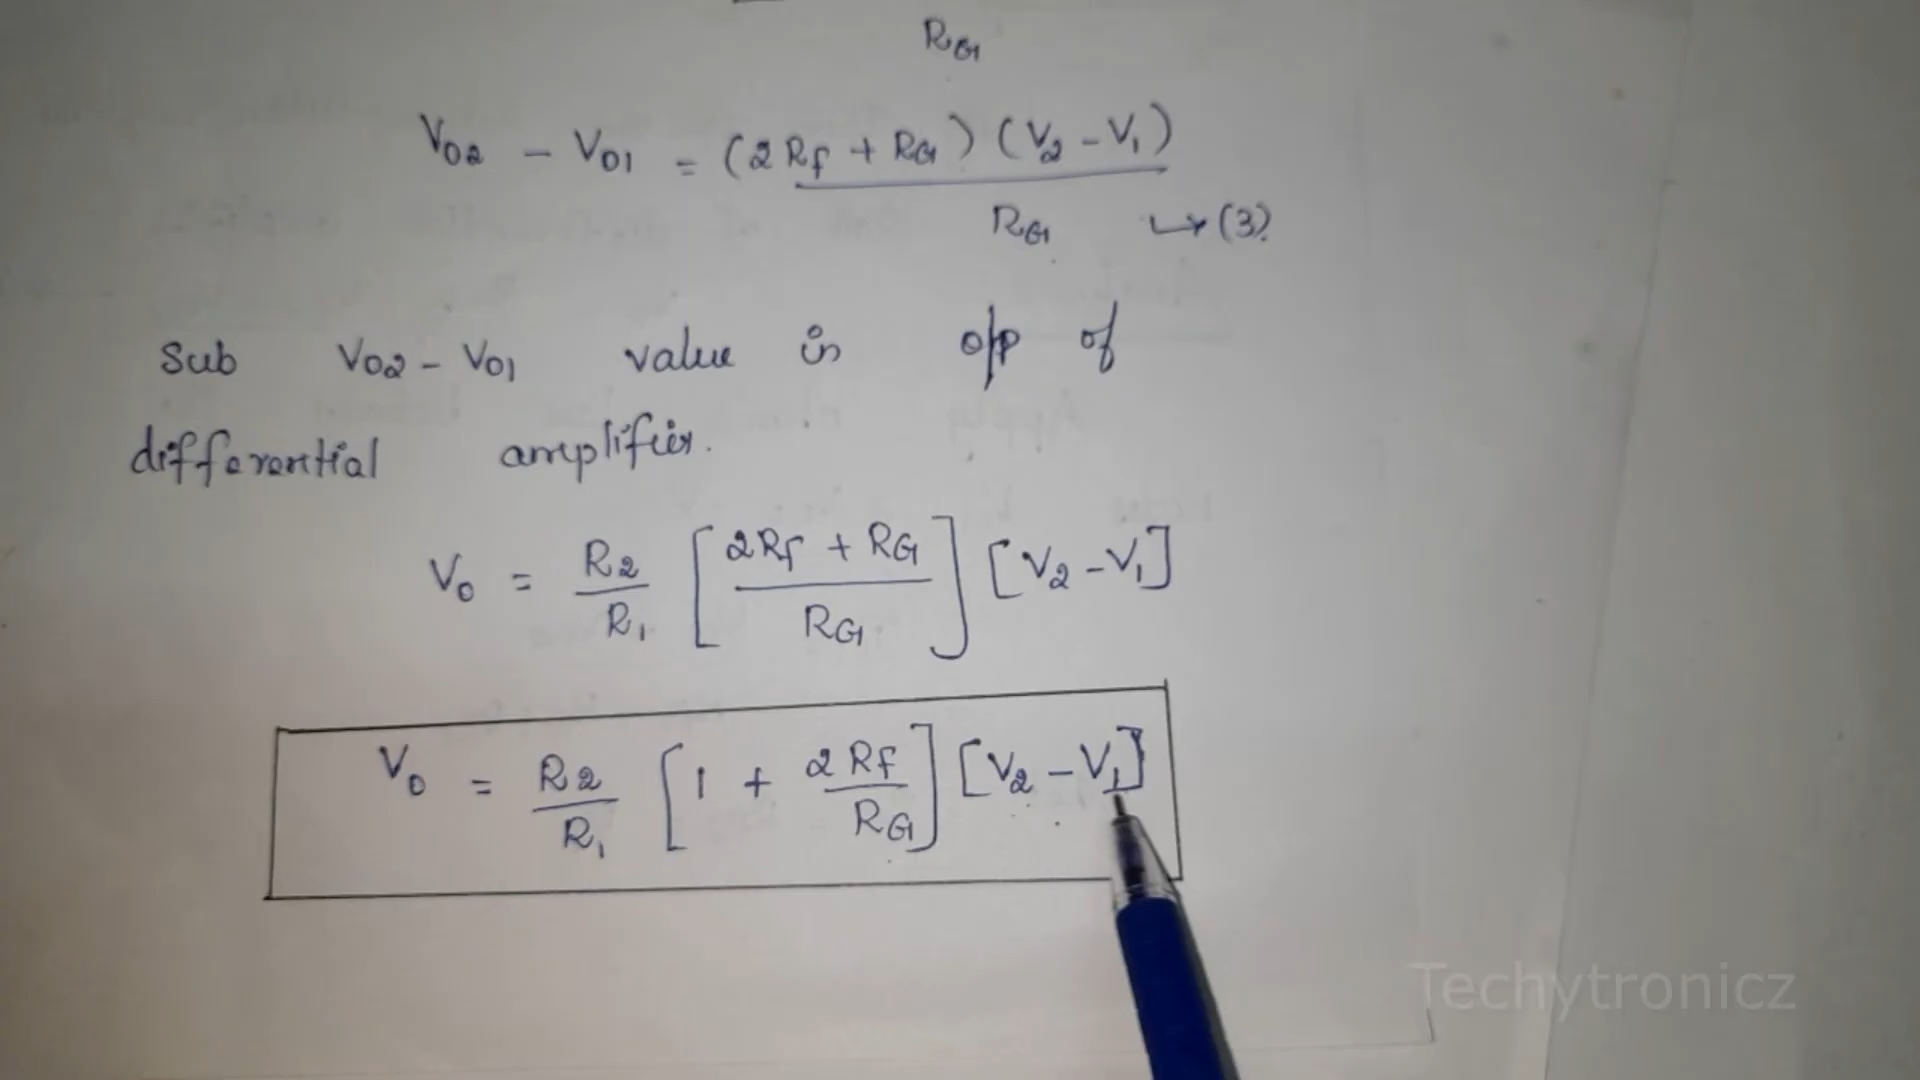 RG
Vo2 - Vo1 = (2Rf + RG) (V2 - V1)
RG → (3).
Sub Vo2 - Vo1 value in o/p of
differential amplifier.
Vo = R2/R1 [2Rf + RG / RG] [V2 - V1]
Vo = R2/R1 [1 + 2Rf/RG] [V2 - V1]
Techytronicz